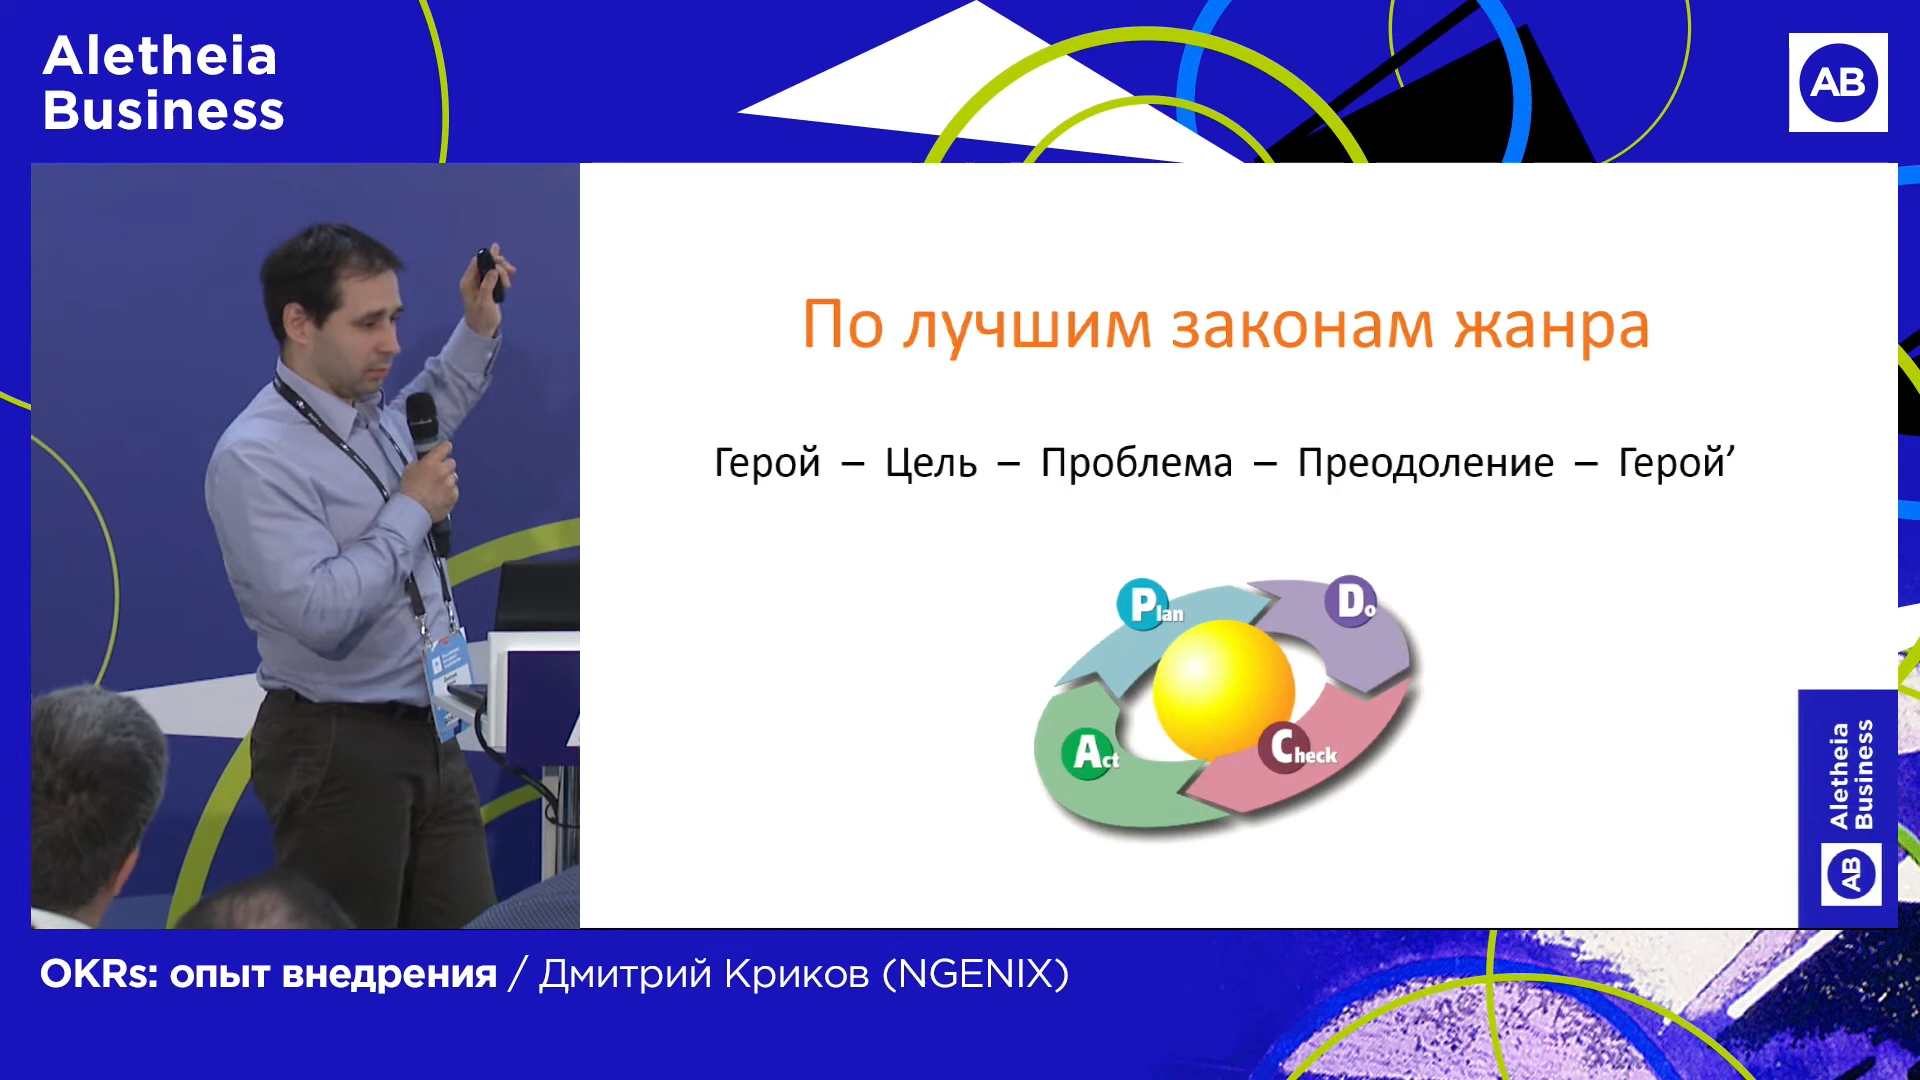 Aletheia
Business
AB
По лучшим законам жанра
Герой – Цель – Проблема – Преодоление – Герой’
Plan
Do
Act
Check
Aletheia
Business
AB
OKRs: опыт внедрения / Дмитрий Криков (NGENIX)